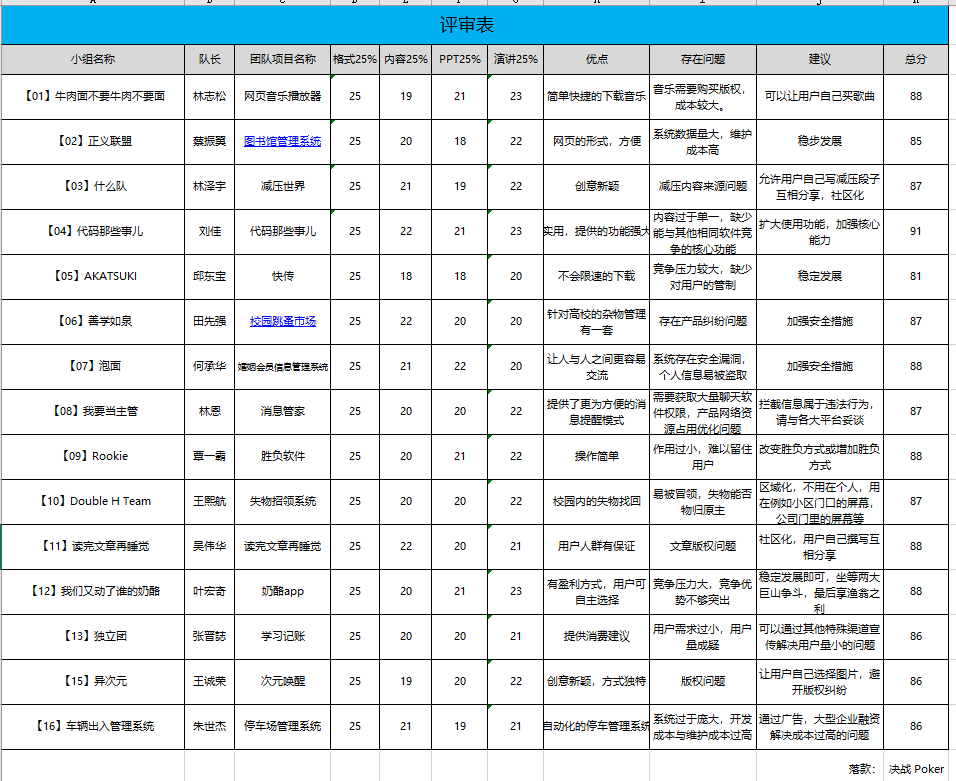 评审表
小组名称 队长 团队项目名称 格式25% 内容25% PPT25% 演讲25% 优点 存在问题 建议 总分
【01】牛肉面不要牛肉不要面 林志松 网页音乐播放器 25 19 21 23 简单快捷的下载音乐 音乐需要购买版权，成本较大。 可以让用户自己买歌曲 88
【02】正义联盟 蔡振翼 图书馆管理系统 25 20 18 22 网页的形式，方便 系统数据量大，维护成本高 稳步发展 85
【03】什么队 林泽宇 减压世界 25 21 19 22 创意新颖 减压内容来源问题 允许用户自己写减压段子互相分享，社区化 87
【04】代码那些事儿 刘佳 代码那些事儿 25 22 21 23 实用，提供的功能强大 内容过于单一，缺少能与其他相同软件竞争的核心功能 扩大使用功能，加强核心能力 91
【05】AKATSUKI 邱东宝 快传 25 18 18 20 不会限速的下载 竞争压力较大，缺少对用户的管制 稳定发展 81
【06】善学如泉 田先强 校园跳蚤市场 25 22 20 20 针对高校的杂物管理有一套 存在产品纠纷问题 加强安全措施 87
【07】泡面 何承华 婚姻会员信息管理系统 25 21 22 20 让人与人之间更容易交流 系统存在安全漏洞，个人信息易被盗取 加强安全措施 88
【08】我要当主管 林恩 消息管家 25 20 20 22 提供了更为方便的消息提醒模式 需要获取大量聊天软件权限，产品网络资源占用优化问题 拦截信息属于违法行为，请与各大平台妥谈 87
【09】Rookie 覃一霸 胜负软件 25 20 21 22 操作简单 作用过小，难以留住用户 改变胜负方式或增加胜负方式 88
【10】Double H Team 王熙航 失物招领系统 25 20 20 22 校园内的失物找回 易被冒领，失物能否物归原主 区域化，不用在个人，用在例如小区门口的屏幕，公司门里的屏幕等 87
【11】读完文章再睡觉 吴伟华 读完文章再睡觉 25 22 20 21 用户人群有保证 文章版权问题 社区化，用户自己撰写互相分享 88
【12】我们又动了谁的奶酪 叶宏奇 奶酪app 25 20 21 23 有盈利方式，用户可自主选择 竞争压力大，竞争优势不够突出 稳定发展即可，坐等两大巨山争斗，最后享渔翁之利 88
【13】独立团 张晋誌 学习记账 25 20 20 21 提供消费建议 用户需求过小，用户量成疑 可以通过其他特殊渠道宣传解决用户量小的问题 86
【15】异次元 王诚荣 次元唤醒 25 19 20 22 创意新颖，方式独特 版权问题 让用户自己选择图片，避开版权纠纷 86
【16】车辆出入管理系统 朱世杰 停车场管理系统 25 21 19 21 自动化的停车管理系统 系统过于庞大，开发成本与维护成本过高 通过广告，大型企业融资解决成本过高的问题 86
落款： 决战 Poker